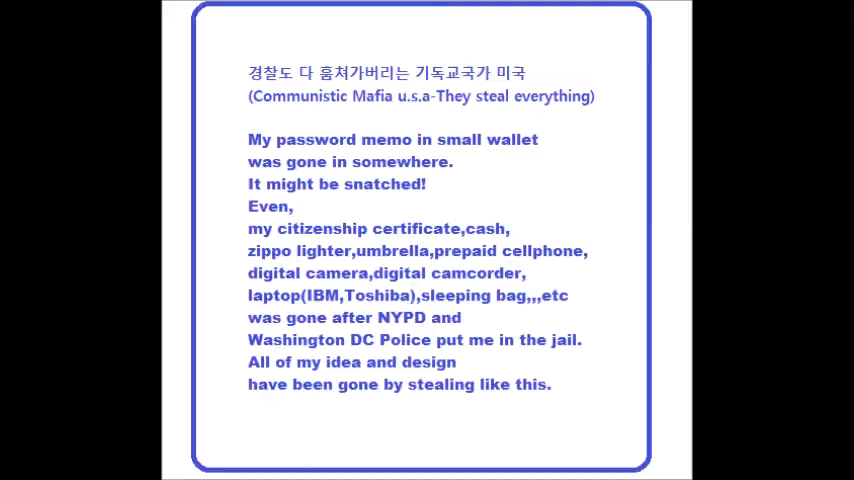 경찰도 다 훔쳐가버리는 기독교국가 미국
(Communistic Mafia u.s.a-They steal everything)
My password memo in small wallet
was gone in somewhere.
It might be snatched!
Even,
my citizenship certificate,cash,
zippo lighter,umbrella,prepaid cellphone,
digital camera,digital camcorder,
laptop(IBM,Toshiba),sleeping bag,,,etc
was gone after NYPD and
Washington DC Police put me in the jail.
All of my idea and design
have been gone by stealing like this.